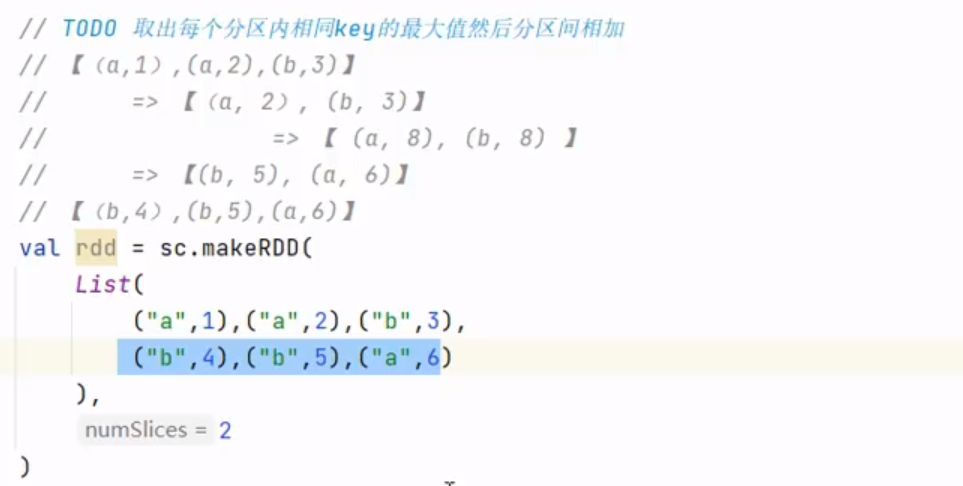 // TODO 取出每个分区内相同key的最大值然后分区间相加
// 【（a,1）,(a,2),(b,3)】
//      => 【（a, 2）, (b, 3)】
//            => 【 (a, 8), (b, 8) 】
//      => 【(b, 5), (a, 6)】
// 【（b,4）,(b,5),(a,6)】
val rdd = sc.makeRDD(
    List(
        ("a",1),("a",2),("b",3),
        ("b",4),("b",5),("a",6)
    ),
    numSlices = 2
)